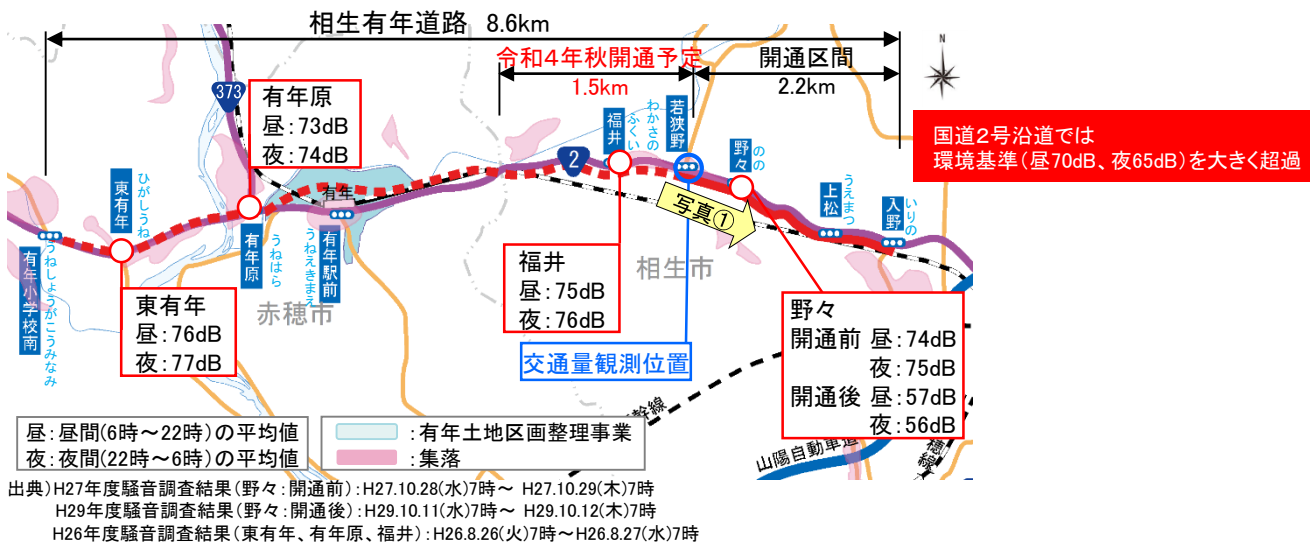 相生有年道路 8.6km
令和4年秋開通予定
1.5km
開通区間
2.2km
N
373
有年原
昼:73dB
夜:74dB
国道2号沿道では
環境基準(昼70dB、夜65dB)を大きく超過
福井
ふくい
若狭野
わかさの
2
野々
のの
東有年
ひがしうね
有年
写真①
上松
うえまつ
入野
いりの
有年小学校南
うねしょうがこうみなみ
有年原
うねはら
有年駅前
うねえきまえ
赤穂市
相生市
福井
昼:75dB
夜:76dB
東有年
昼:76dB
夜:77dB
交通量観測位置
野々
開通前 昼:74dB
夜:75dB
開通後 昼:57dB
夜:56dB
幹線
山陽自動車道
穂線
昼:昼間(6時~22時)の平均値
夜:夜間(22時~6時)の平均値
:有年土地区画整理事業
:集落
出典)H27年度騒音調査結果(野々:開通前):H27.10.28(水)7時~ H27.10.29(木)7時
H29年度騒音調査結果(野々:開通後):H29.10.11(水)7時~ H29.10.12(木)7時
H26年度騒音調査結果(東有年、有年原、福井):H26.8.26(火)7時~H26.8.27(水)7時